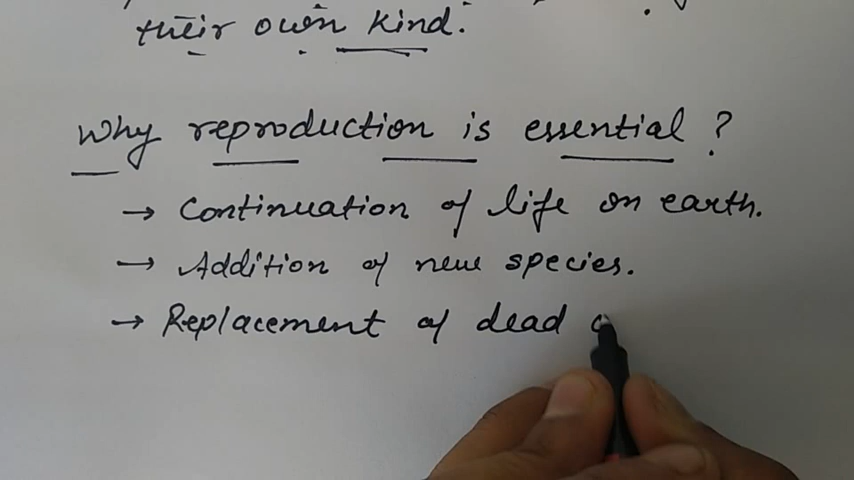 their own kind.
Why reproduction is essential ?
→ Continuation of life on earth.
→ Addition of new species.
→ Replacement of dead